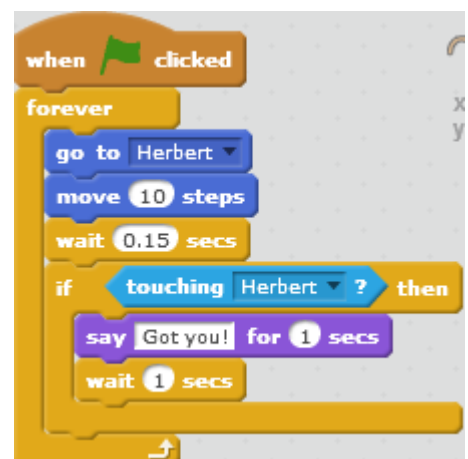 when clicked
forever
x
y
go to Herbert
move 10 steps
wait 0.15 secs
if touching Herbert ? then
say Got you! for 1 secs
wait 1 secs